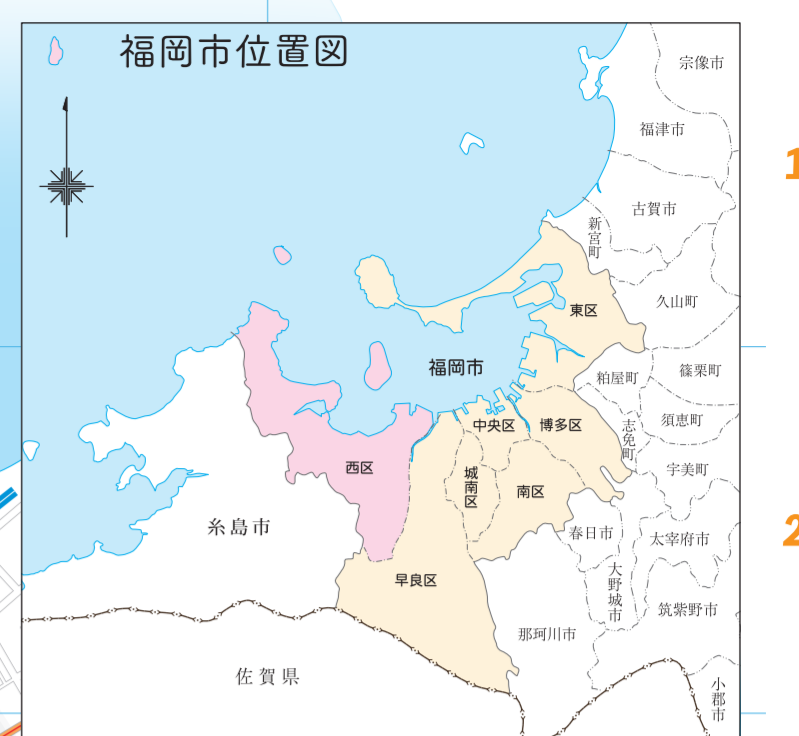 福岡市位置図
宗像市
福津市
1
古賀市
新宮町
久山町
東区
福岡市
粕屋町
篠栗町
中央区
博多区
志免町
須恵町
西区
城南区
南区
宇美町
糸島市
春日市
太宰府市
2
早良区
大野城市
筑紫野市
那珂川市
佐賀県
小郡市